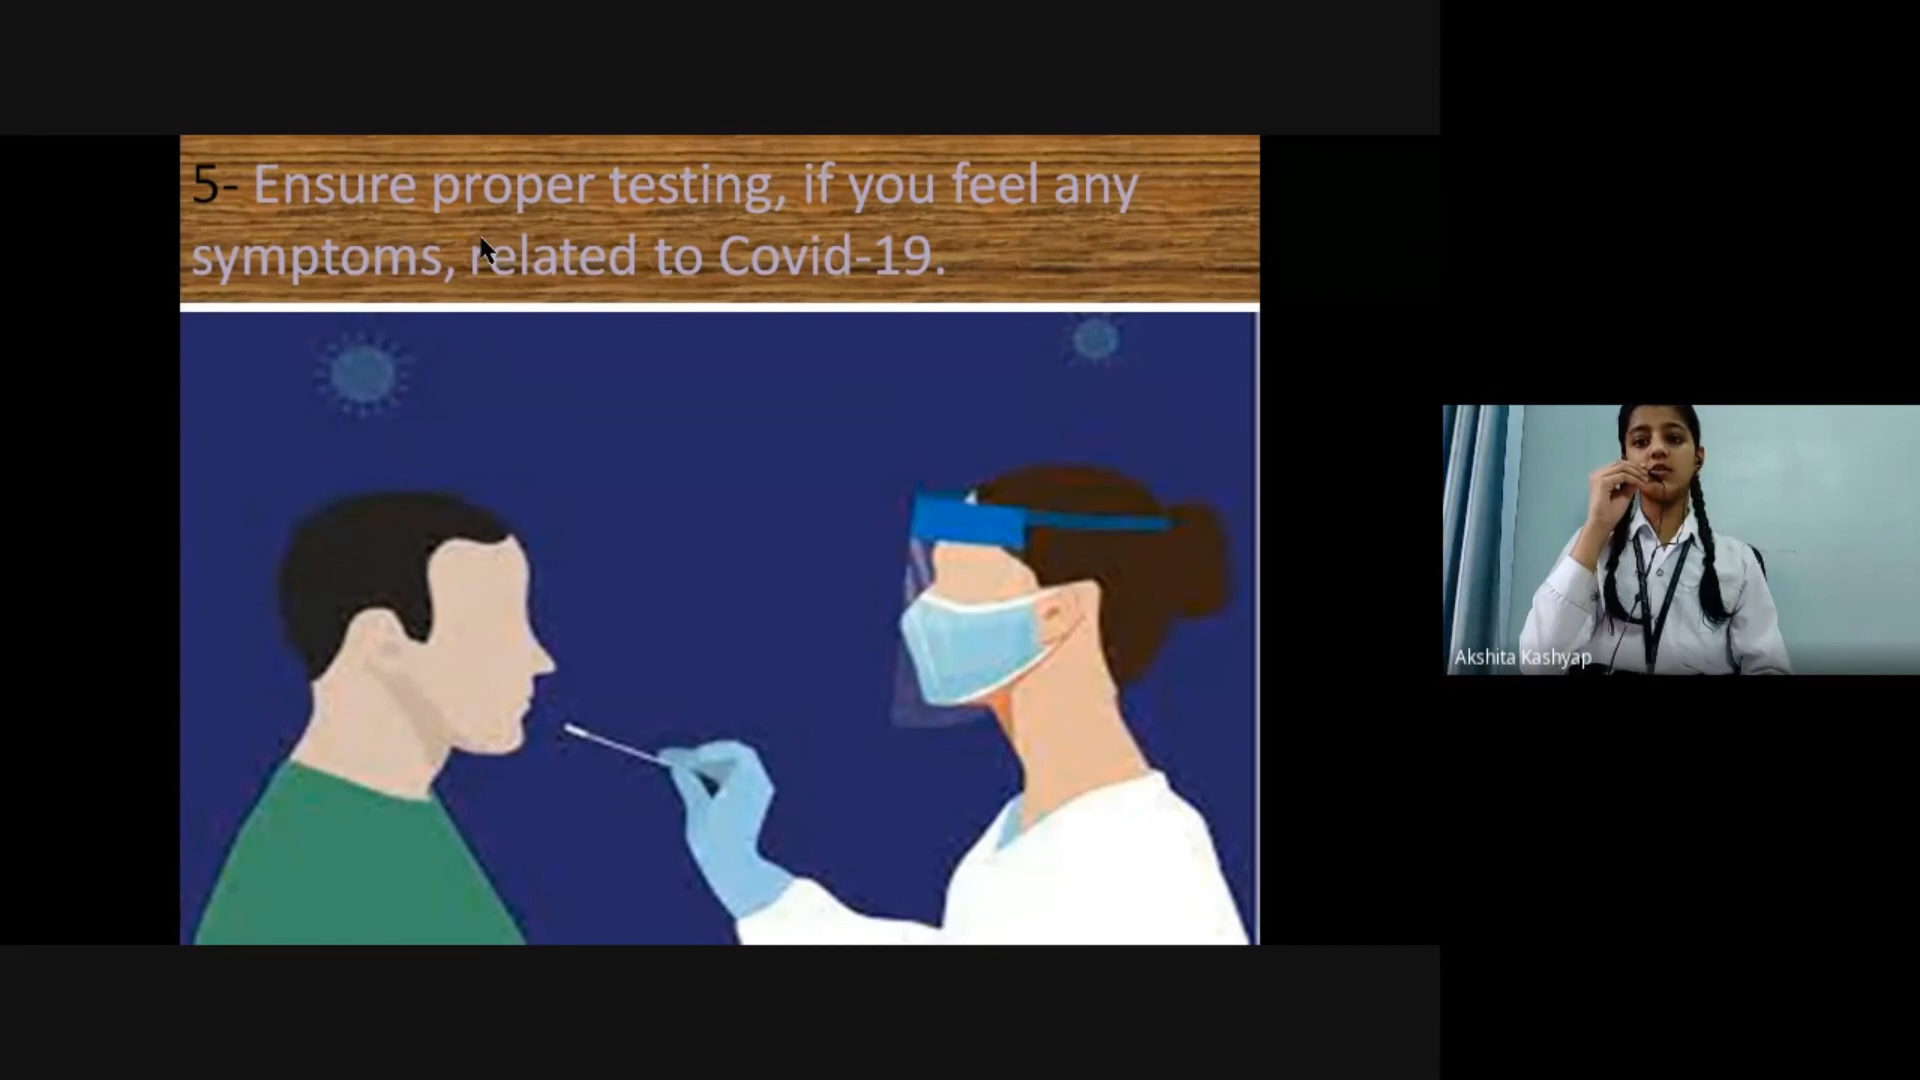 5- Ensure proper testing, if you feel any
symptoms, related to Covid-19.
Akshita Kashyap